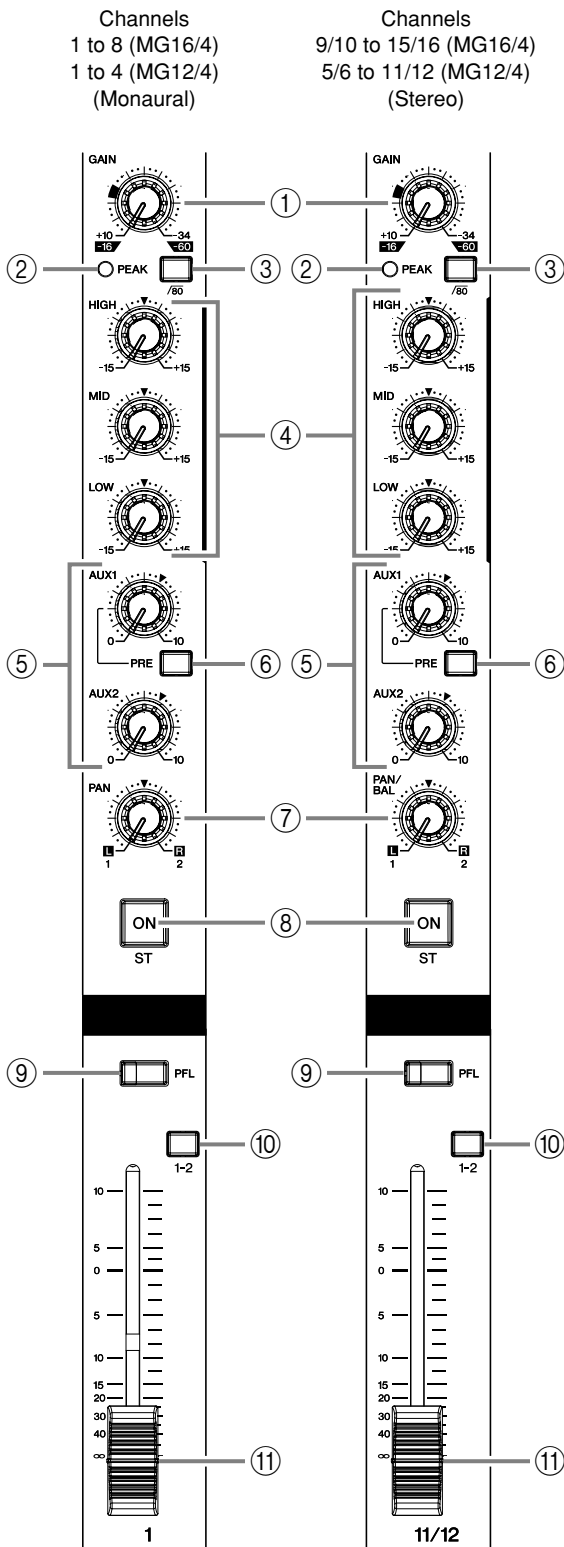 Channels
1 to 8 (MG16/4)
1 to 4 (MG12/4)
(Monaural)
Channels
9/10 to 15/16 (MG16/4)
5/6 to 11/12 (MG12/4)
(Stereo)
GAIN
+10 -34
-16 -60
①
② PEAK ③
/80
HIGH
-15 +15
MID
④
-15 +15
LOW
-15 +15
AUX1
0 10
⑤ PRE ⑥
AUX2
0 10
PAN
⑦
L R
1 2
ON
⑧
ST
⑨ PFL
⑩
1-2
10
5
0
5
10
15
20
30
40
∞
⑪
1
GAIN
+10 -34
-16 -60
② PEAK ③
/80
HIGH
-15 +15
MID
-15 +15
LOW
-15 +15
AUX1
0 10
⑤ PRE ⑥
AUX2
0 10
PAN/
BAL
L R
1 2
ON
ST
⑨ PFL
⑩
1-2
10
5
0
5
10
15
20
30
40
∞
⑪
11/12